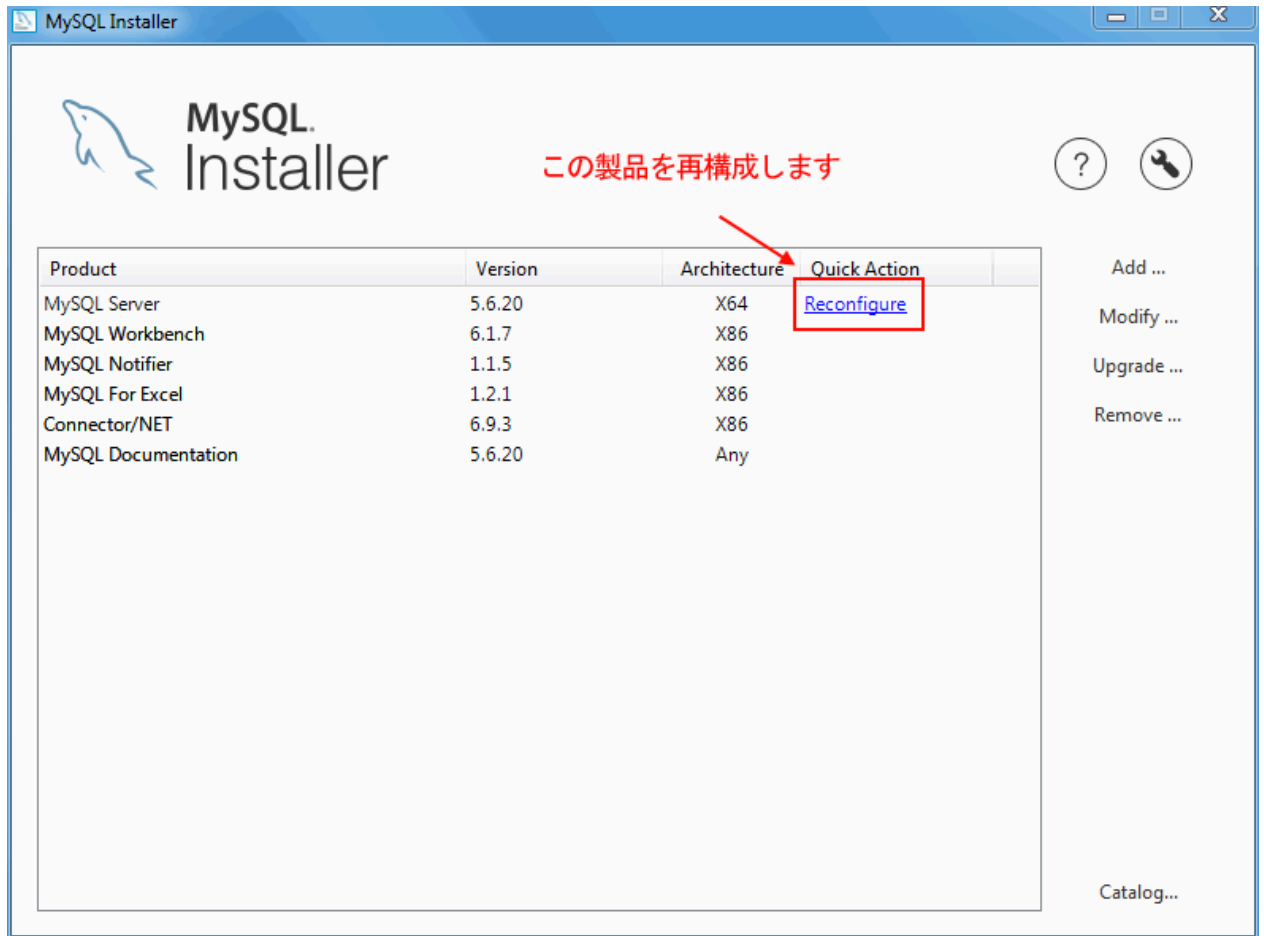 MySQL Installer
MySQL.
Installer
この製品を再構成します
?
Product Version Architecture Quick Action
MySQL Server 5.6.20 X64 Reconfigure
MySQL Workbench 6.1.7 X86
MySQL Notifier 1.1.5 X86
MySQL For Excel 1.2.1 X86
Connector/NET 6.9.3 X86
MySQL Documentation 5.6.20 Any
Add ...
Modify ...
Upgrade ...
Remove ...
Catalog...